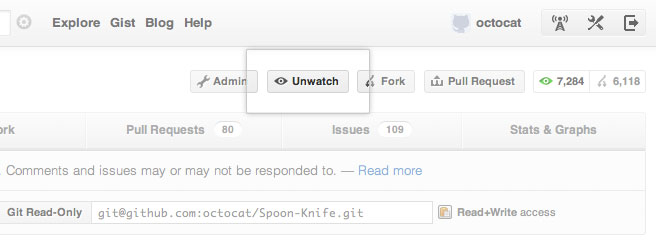 Explore Gist Blog Help octocat
Admin Unwatch Fork Pull Request 7,284 6,118
Pull Requests 80 Issues 109 Stats & Graphs
. Comments and issues may or may not be responded to. — Read more
Git Read-Only git@github.com:octocat/Spoon-Knife.git Read+Write access